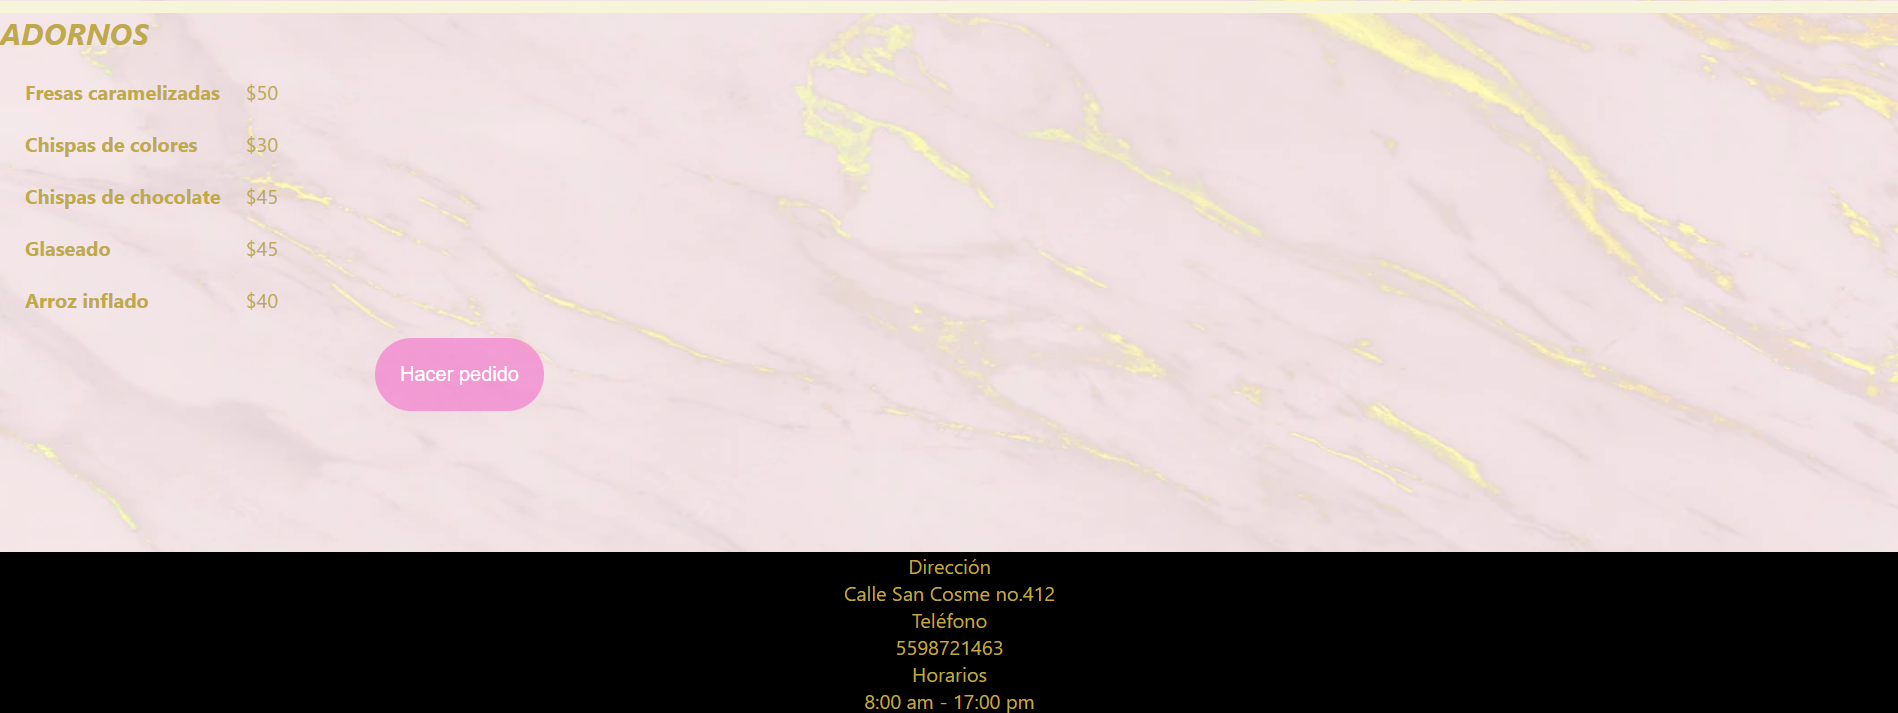 ADORNOS
Fresas caramelizadas $50
Chispas de colores $30
Chispas de chocolate $45
Glaseado $45
Arroz inflado $40
Hacer pedido
Dirección
Calle San Cosme no.412
Teléfono
5598721463
Horarios
8:00 am - 17:00 pm